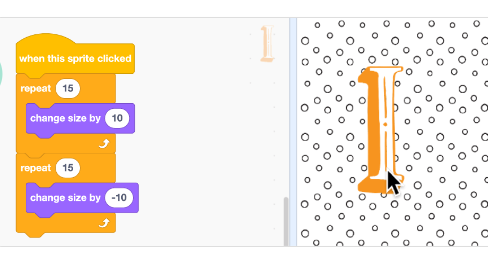 when this sprite clicked
repeat 15
change size by 10
repeat 15
change size by -10
I